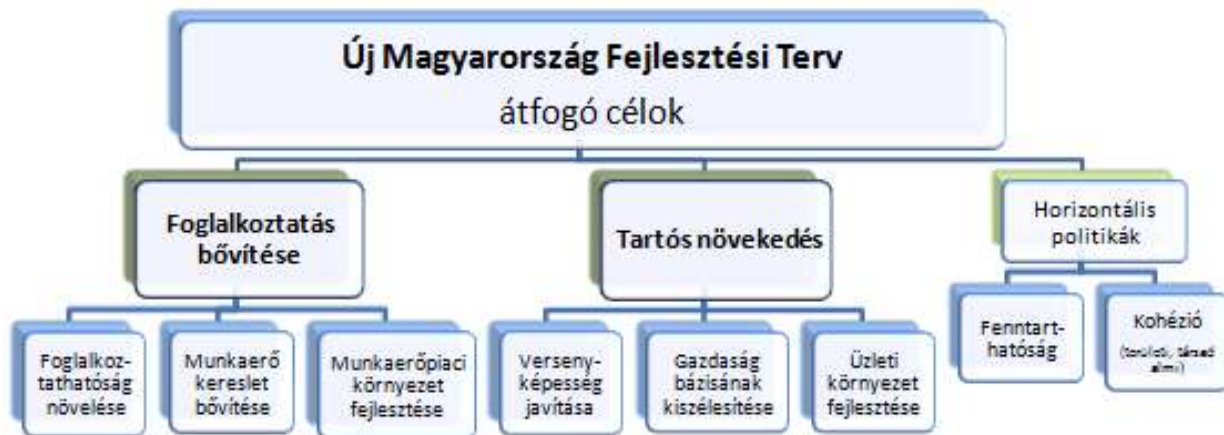 Új Magyarország Fejlesztési Terv
átfogó célok
Foglalkoztatás
bővítése
Tartós növekedés
Horizontális
politikák
Foglalkoz-
tathatóság
növelése
Munkaerő
kereslet
bővítése
Munkaerőpiaci
környezet
fejlesztése
Verseny-
képesség
javítása
Gazdaság
bázisának
kiszélesítése
Üzleti
környezet
fejlesztése
Fenntart-
hatóság
Kohézió
(területi, társad
almi)